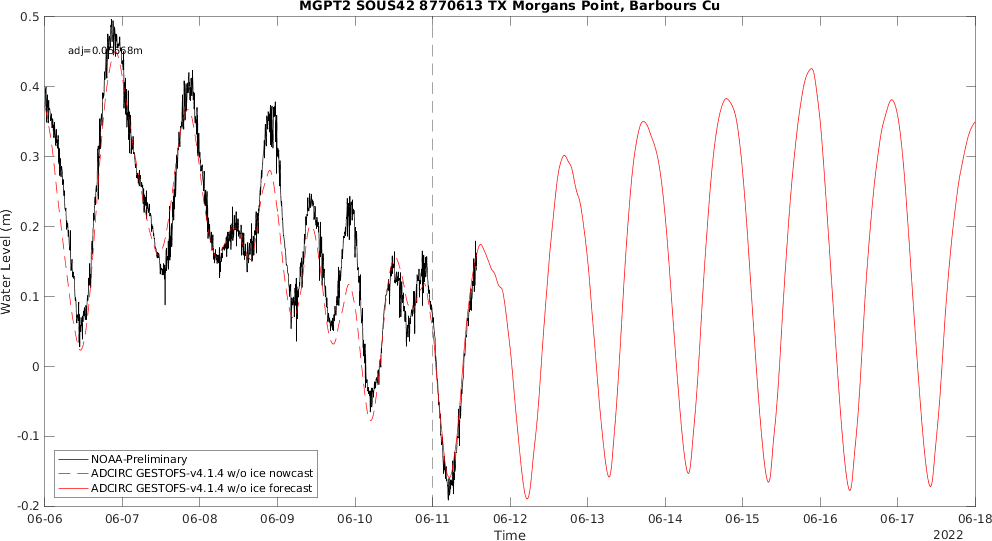 MGPT2 SOUS42 8770613 TX Morgans Point, Barbours Cu
adj=0.05568m
Water Level (m)
0.5
0.4
0.3
0.2
0.1
0
-0.1
-0.2
NOAA-Preliminary
ADCIRC GESTOFS-v4.1.4 w/o ice nowcast
ADCIRC GESTOFS-v4.1.4 w/o ice forecast
06-06 06-07 06-08 06-09 06-10 06-11 06-12 06-13 06-14 06-15 06-16 06-17 06-18
Time
2022